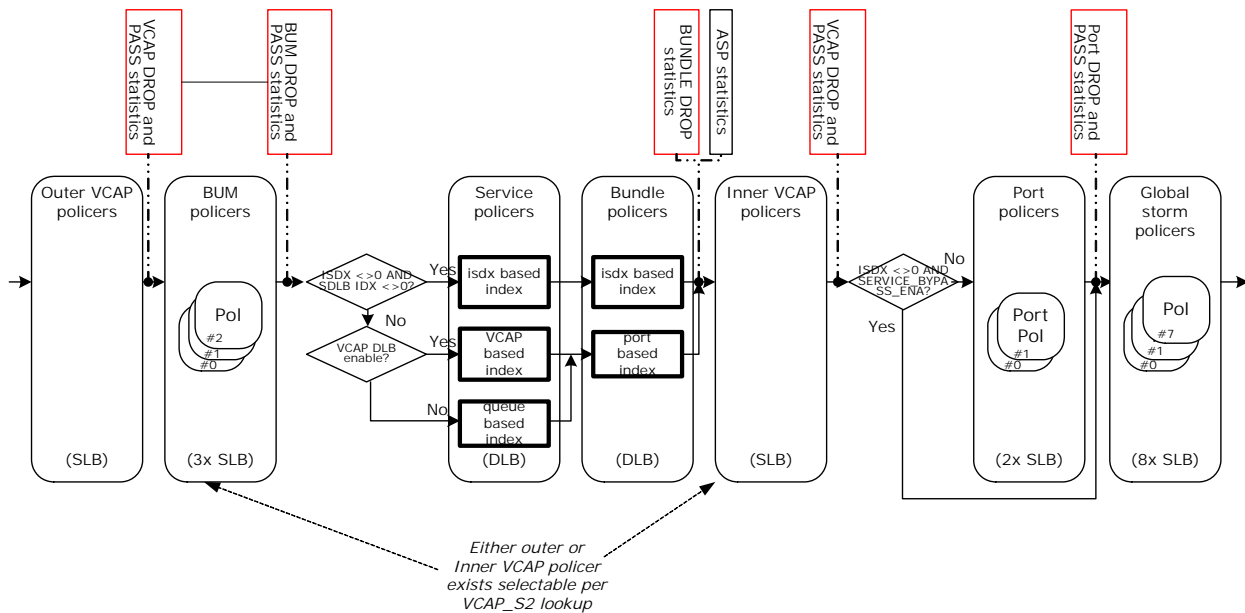 VCAP DROP and
PASS statistics
BUM DROP and
PASS statistics
BUNDLE DROP
statistics
ASP statistics
VCAP DROP and
PASS statistics
Port DROP and
PASS statistics
Outer VCAP
policers
(SLB)
BUM
policers
Pol
#2
#1
#0
(3x SLB)
ISDX <>0 AND
SDLB IDX <>0?
Yes
No
VCAP DLB
enable?
Yes
No
Service
policers
isdx based
index
VCAP
based
index
queue
based
index
(DLB)
Bundle
policers
isdx based
index
port
based
index
(DLB)
Inner VCAP
policers
(SLB)
ISDX <>0 AND
SERVICE_BYPA
SS_ENA?
No
Yes
Port
policers
Port
Pol
#1
#0
(2x SLB)
Global
storm
policers
Pol
#7
#1
#0
(8x SLB)
Either outer or
Inner VCAP policer
exists selectable per
VCAP_S2 lookup